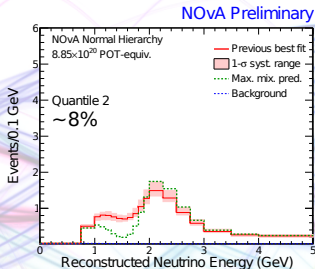 NOvA Preliminary
NOvA Normal Hierarchy
8.85×10²⁰ POT-equiv.
Quantile 2
~8%
Previous best fit
1-σ syst. range
Max. mix. pred.
Background
Events/0.1 GeV
6
5
4
3
2
1
0 1 2 3 4 5
Reconstructed Neutrino Energy (GeV)